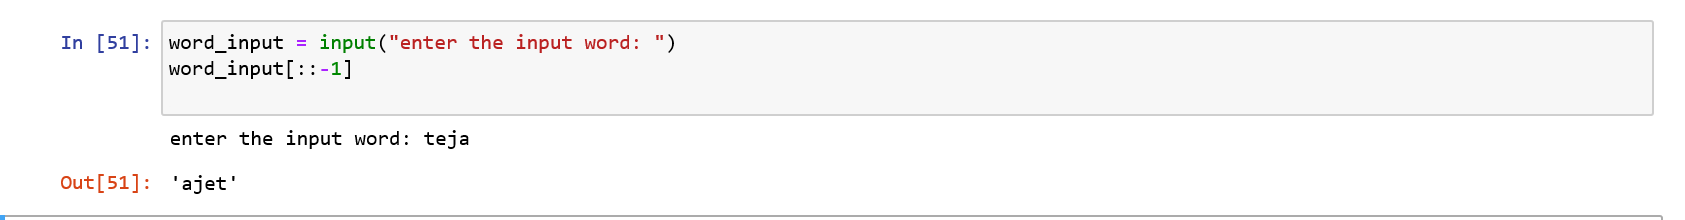 In [51]: word_input = input("enter the input word: ")
word_input[::-1]
enter the input word: teja
Out[51]: 'ajet'